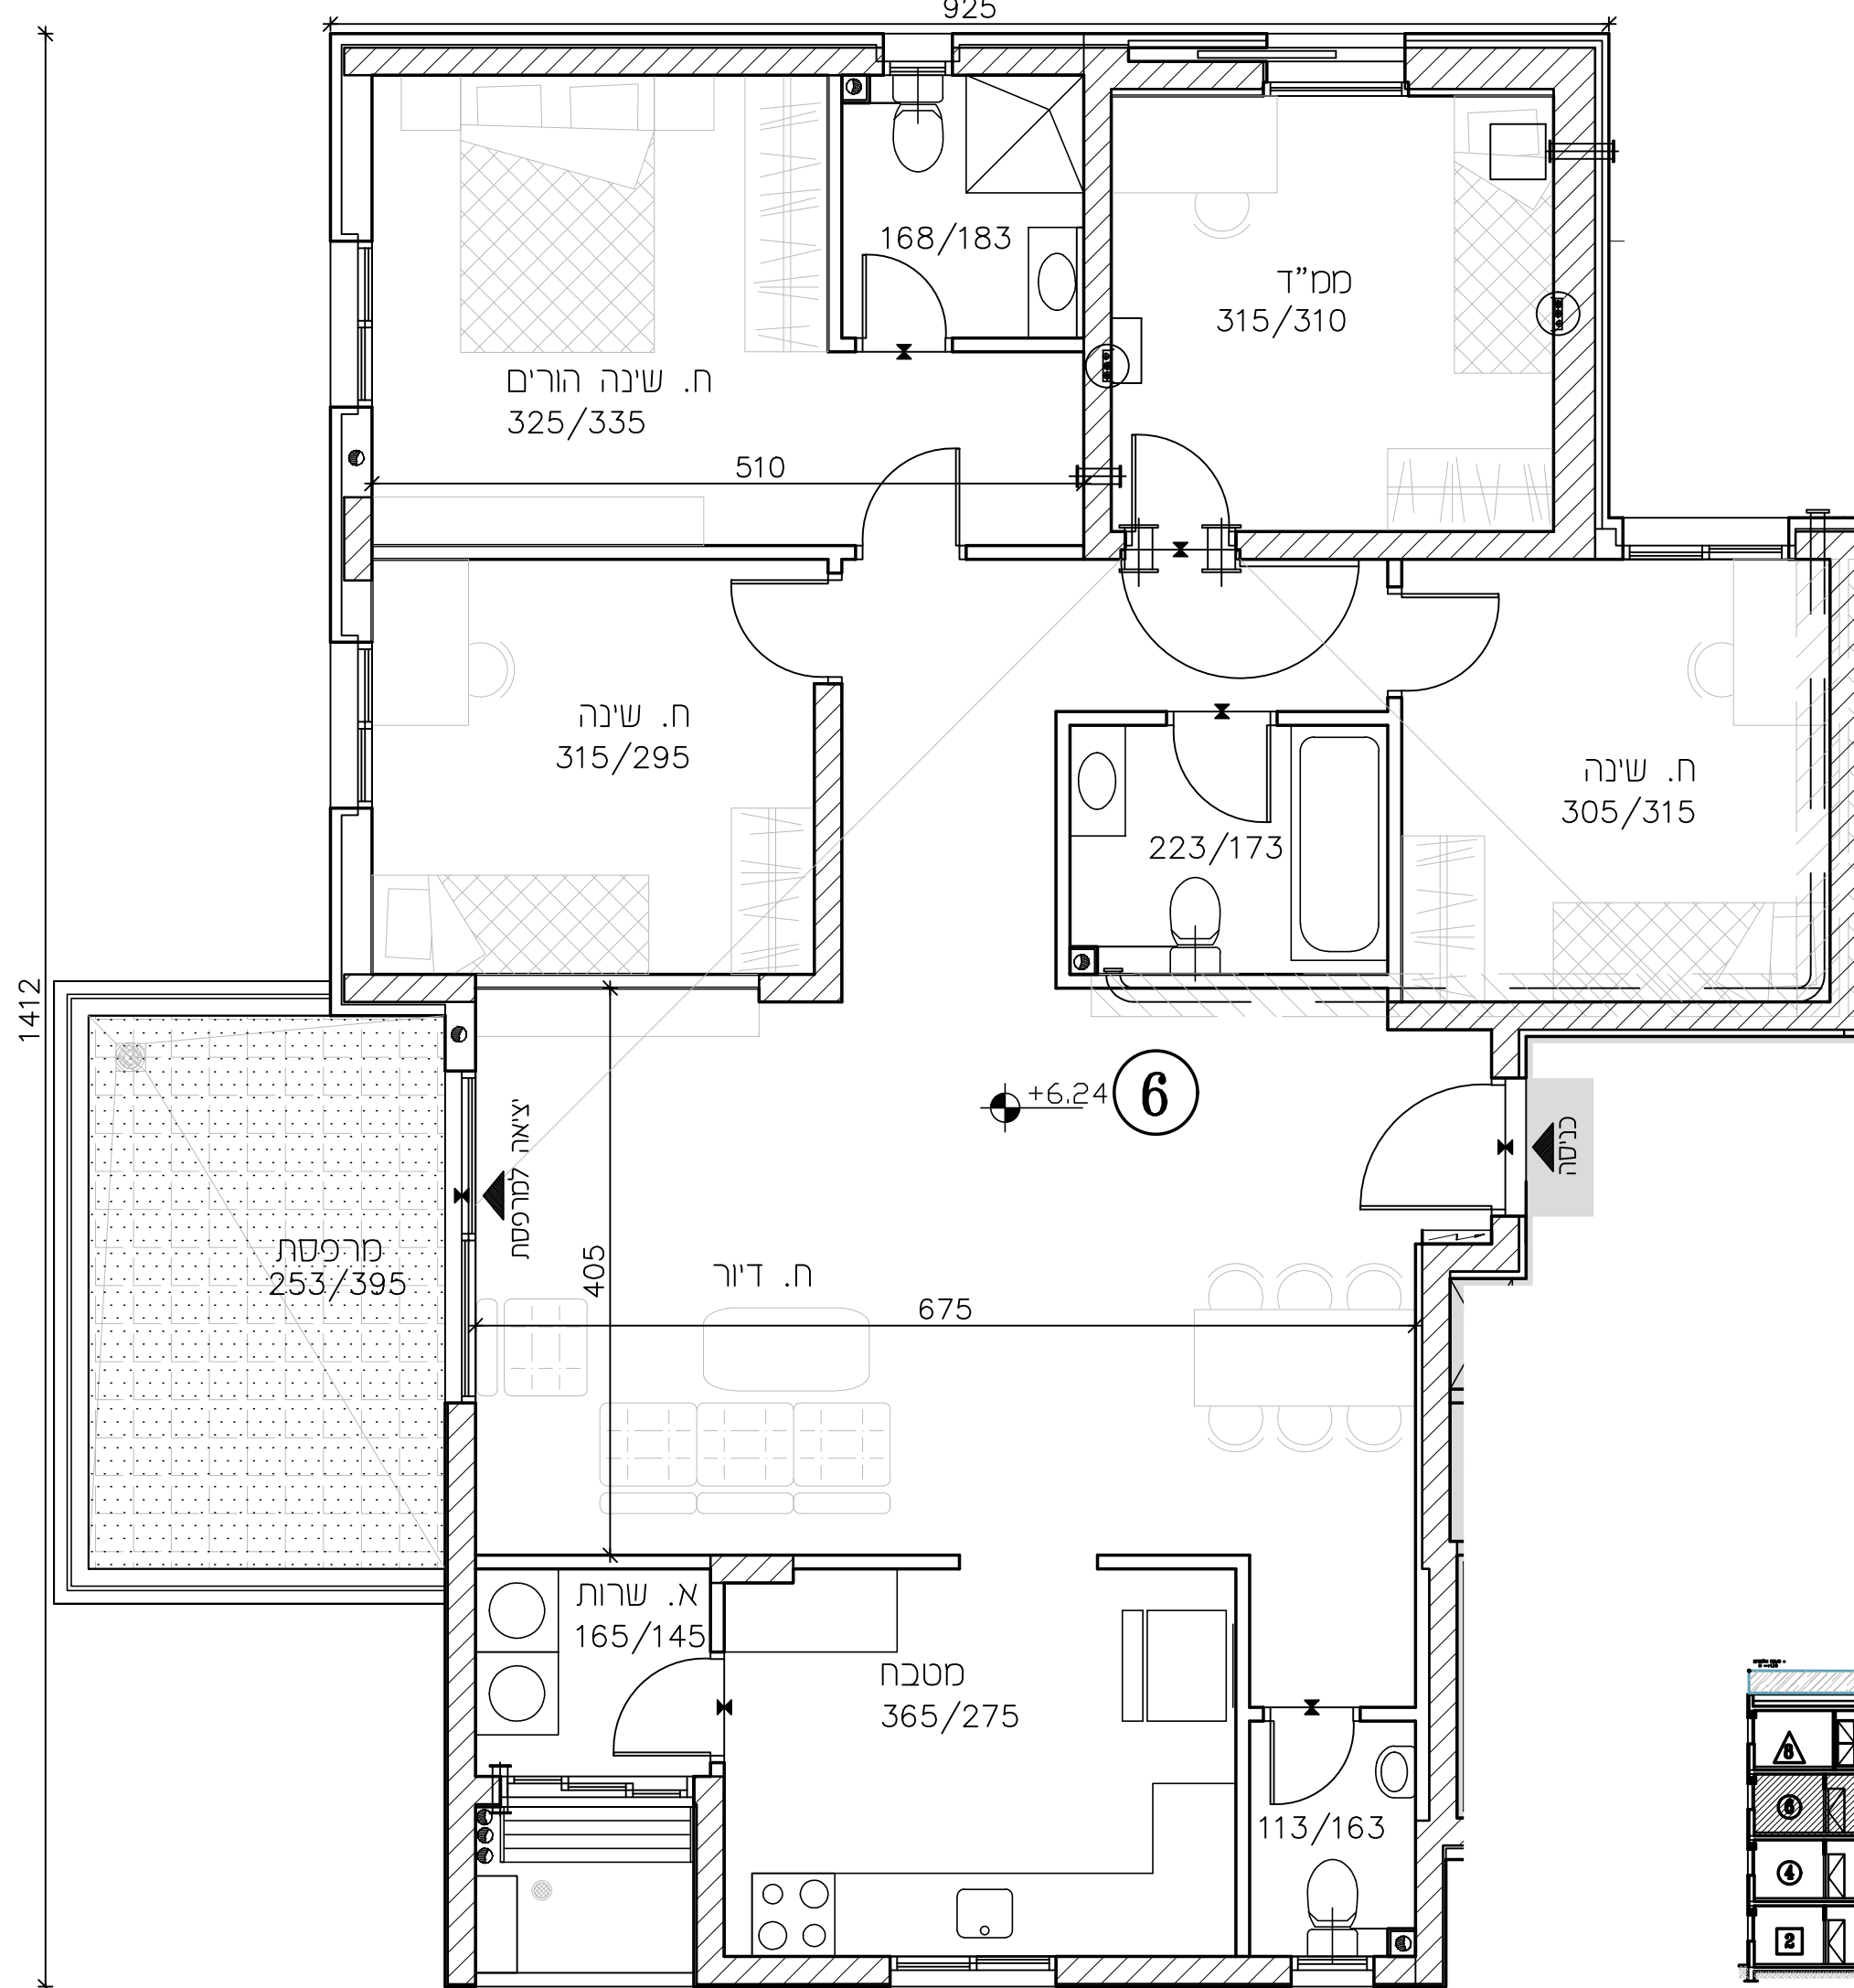 925
168/183
ממ"ד
315/310
ח. שינה הורים
325/335
510
ח. שינה
315/295
ח. שינה
305/315
223/173
1412
+6.24
6
כניסה
יציאה למרפסת
מרפסת
253/395
405
ח. דיור
675
א. שרות
165/145
מטבח
365/275
113/163
8
6
4
2